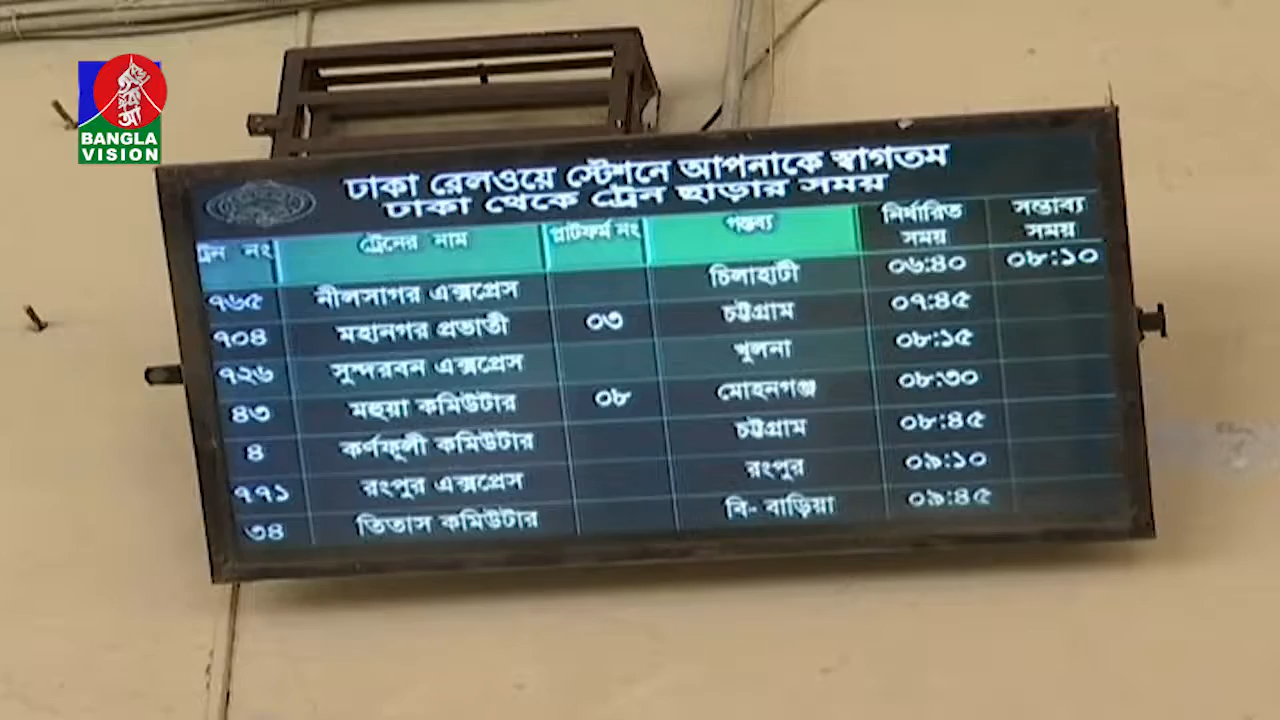 BANGLA
VISION
ঢাকা রেলওয়ে স্টেশনে আপনাকে স্বাগতম
ঢাকা থেকে ট্রেন ছাড়ার সময়
ট্রেন নং ট্রেনের নাম প্লাটফর্ম নং গন্তব্য নির্ধারিত সময় সম্ভাব্য সময়
৭৬৫ নীলসাগর এক্সপ্রেস চিলাহাটী ০৬:৪০ ০৮:১০
৭০৪ মহানগর প্রভাতী ০৩ চট্টগ্রাম ০৭:৪৫
৭২৬ সুন্দরবন এক্সপ্রেস খুলনা ০৮:১৫
৪৩ মহুয়া কমিউটার ০৮ মোহনগঞ্জ ০৮:৩০
৪ কর্ণফূলী কমিউটার চট্টগ্রাম ০৮:৪৫
৭৭১ রংপুর এক্সপ্রেস রংপুর ০৯:১০
৩৪ তিতাস কমিউটার বি- বাড়িয়া ০৯:৪৫